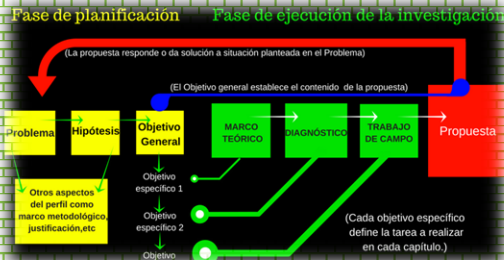 Fase de planificación
Fase de ejecución de la investigación
(La propuesta responde o da solución a situación planteada en el Problema)
(El Objetivo general establece el contenido de la propuesta)
Problema
Hipótesis
Objetivo
General
MARCO
TEÓRICO
DIAGNÓSTICO
TRABAJO
DE CAMPO
Propuesta
Otros aspectos
del perfil como
marco metodológico,
justificación,etc
Objetivo
específico 1
Objetivo
específico 2
Objetivo
(Cada objetivo específico
define la tarea a realizar
en cada capítulo.)